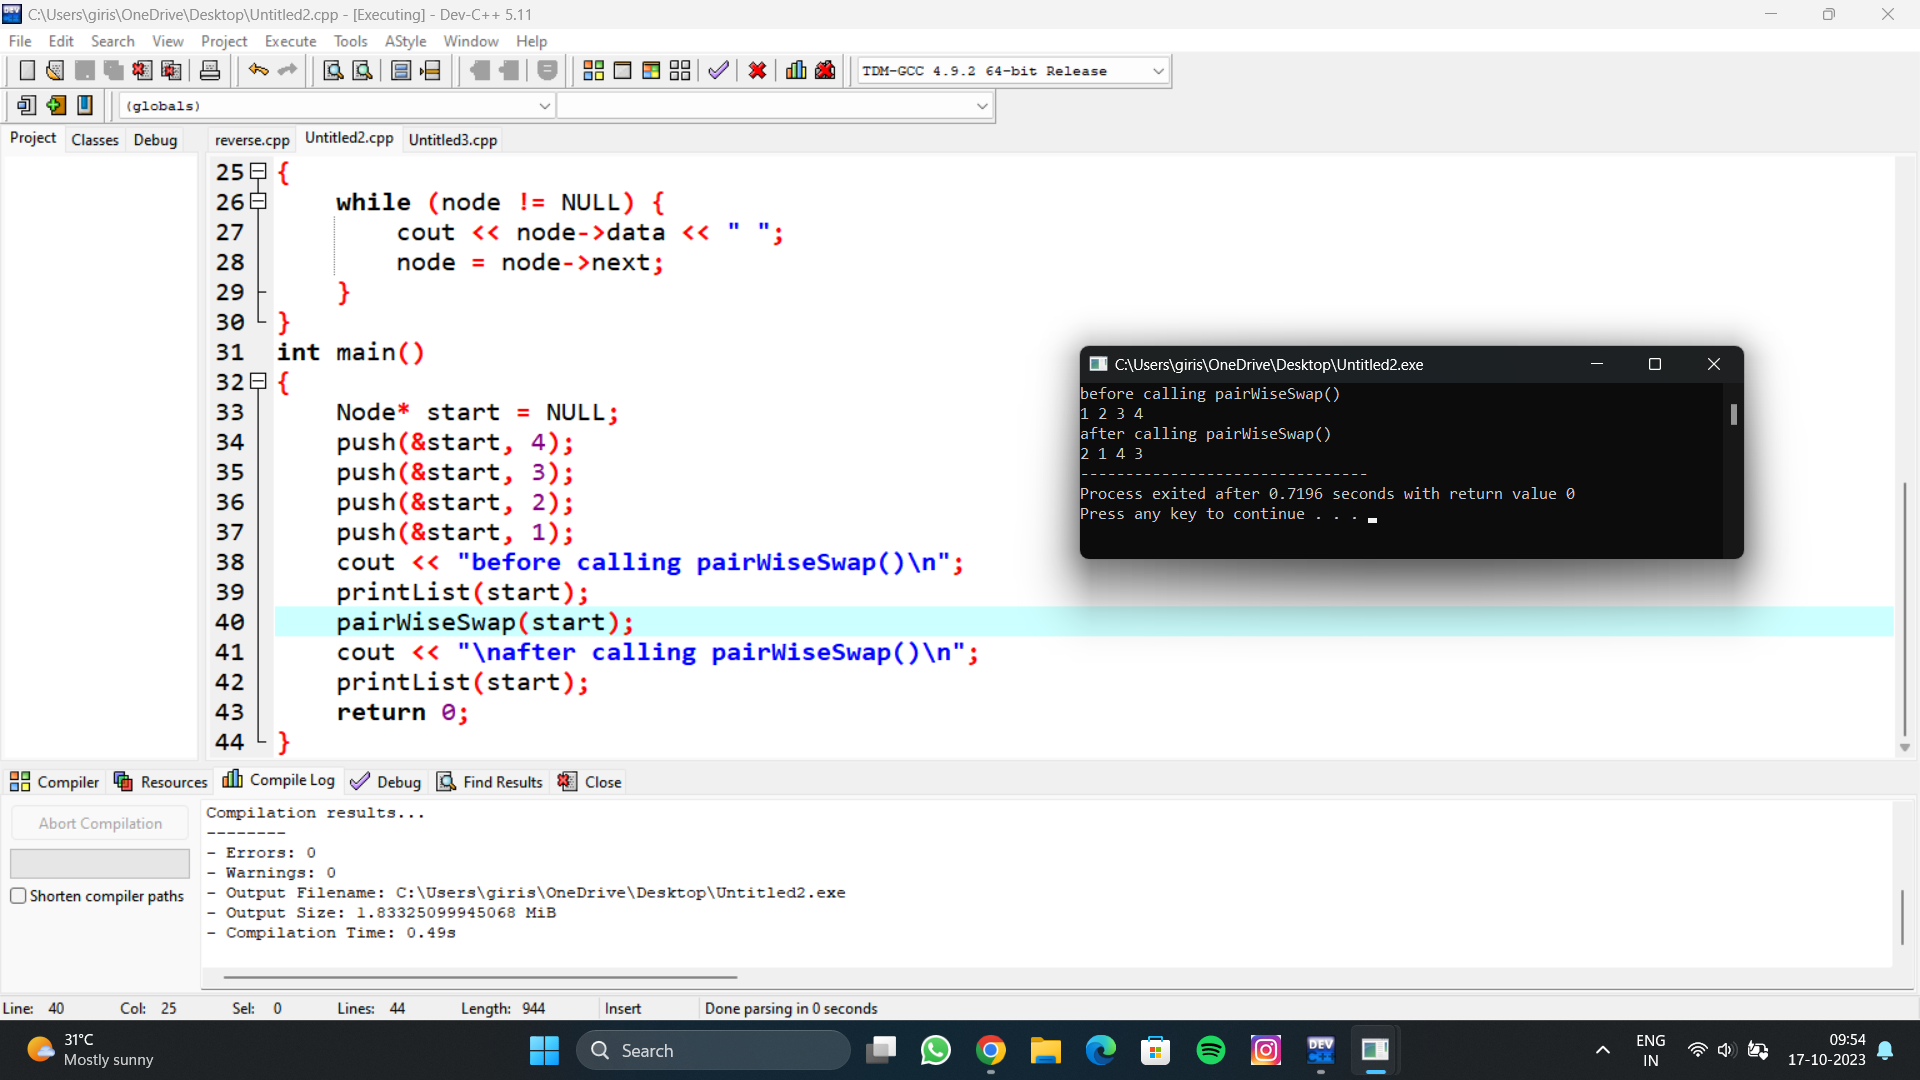 C:\Users\giris\OneDrive\Desktop\Untitled2.cpp - [Executing] - Dev-C++ 5.11
File Edit Search View Project Execute Tools AStyle Window Help
TDM-GCC 4.9.2 64-bit Release
(globals)
Project Classes Debug reverse.cpp Untitled2.cpp Untitled3.cpp
25 {
26 while (node != NULL) {
27 cout << node->data << " ";
28 node = node->next;
29 }
30 }
31 int main()
32 {
33 Node* start = NULL;
34 push(&start, 4);
35 push(&start, 3);
36 push(&start, 2);
37 push(&start, 1);
38 cout << "before calling pairWiseSwap()\n";
39 printList(start);
40 pairWiseSwap(start);
41 cout << "\nafter calling pairWiseSwap()\n";
42 printList(start);
43 return 0;
44 }
C:\Users\giris\OneDrive\Desktop\Untitled2.exe
before calling pairWiseSwap()
1 2 3 4
after calling pairWiseSwap()
2 1 4 3
--------------------------------
Process exited after 0.7196 seconds with return value 0
Press any key to continue . . .
Compiler Resources Compile Log Debug Find Results Close
Abort Compilation
Shorten compiler paths
Compilation results...
--------
- Errors: 0
- Warnings: 0
- Output Filename: C:\Users\giris\OneDrive\Desktop\Untitled2.exe
- Output Size: 1.83325099945068 MiB
- Compilation Time: 0.49s
Line: 40 Col: 25 Sel: 0 Lines: 44 Length: 944 Insert Done parsing in 0 seconds
31°C
Mostly sunny
Search
DEV
ENG
IN
09:54
17-10-2023